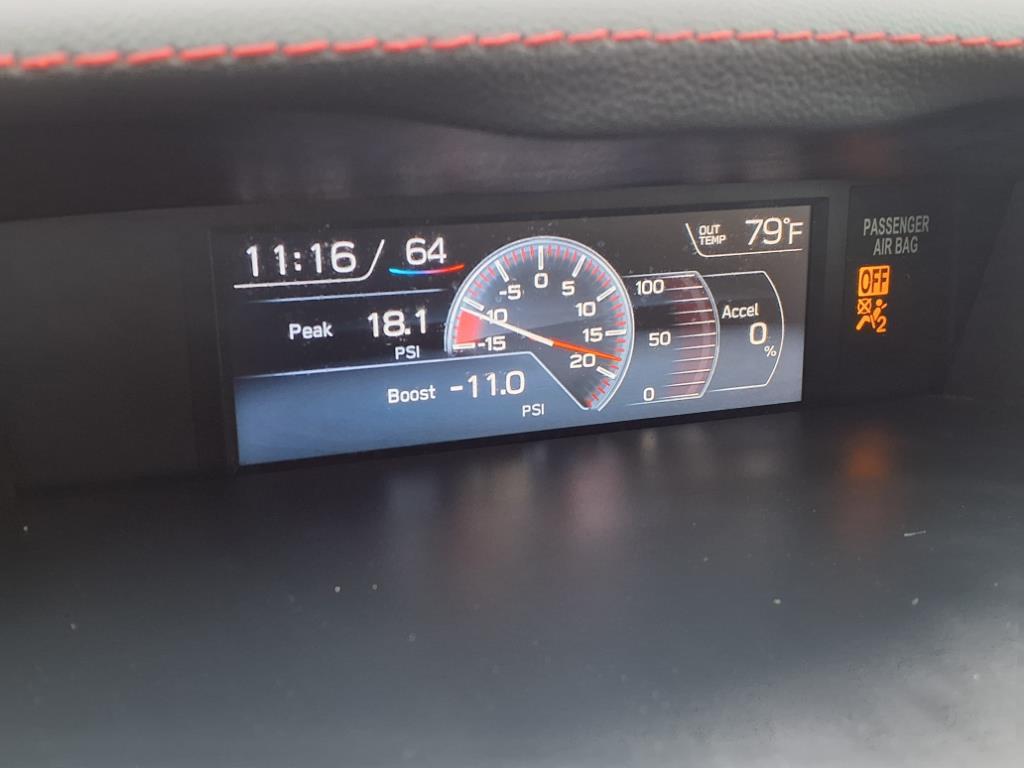 11:16
64
OUT
TEMP
79°F
PASSENGER
AIR BAG
OFF
2
Peak
18.1
PSI
-15
-10
-5
0
5
10
15
20
100
50
0
Accel
0
%
Boost -11.0
PSI